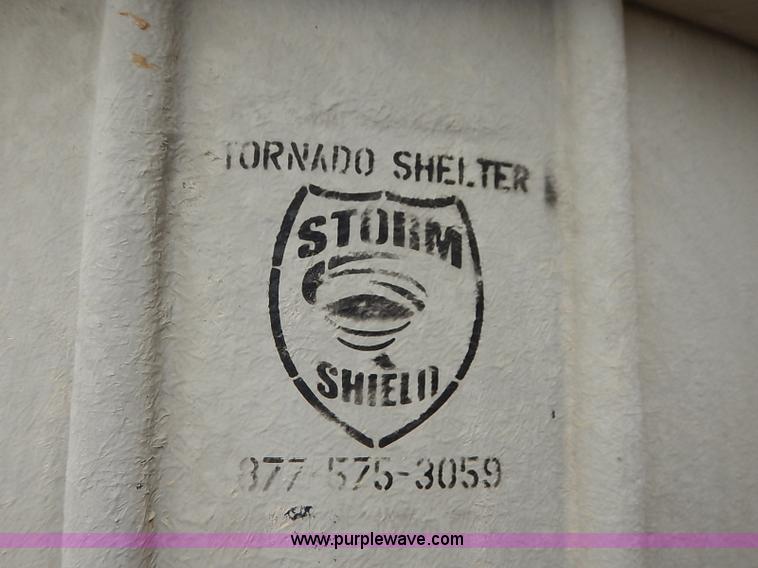 TORNADO SHELTER
STORM
SHIELD
877-575-3059
www.purplewave.com